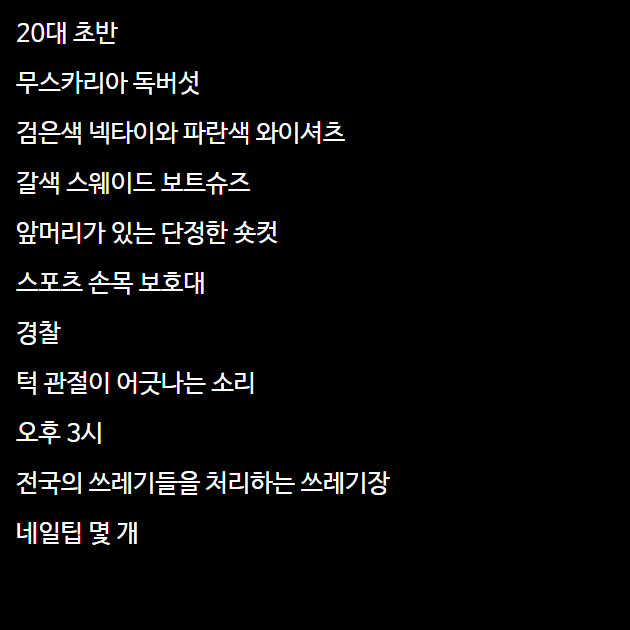 20대 초반
무스카리아 독버섯
검은색 넥타이와 파란색 와이셔츠
갈색 스웨이드 보트슈즈
앞머리가 있는 단정한 숏컷
스포츠 손목 보호대
경찰
턱 관절이 어긋나는 소리
오후 3시
전국의 쓰레기들을 처리하는 쓰레기장
네일팁 몇 개